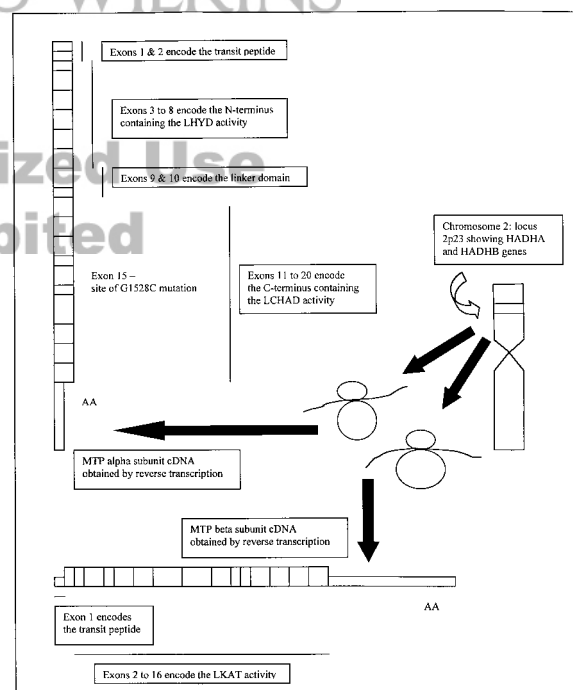 WILKINS
Exons 1 & 2 encode the transit peptide
Exons 3 to 8 encode the N-terminus
containing the LHYD activity
ized Use
Exons 9 & 10 encode the linker domain
bited
Chromosome 2: locus
2p23 showing HADHA
and HADHB genes
Exon 15 –
site of G1528C mutation
Exons 11 to 20 encode
the C-terminus containing
the LCHAD activity
AA
MTP alpha subunit cDNA
obtained by reverse transcription
MTP beta subunit cDNA
obtained by reverse transcription
AA
Exon 1 encodes
the transit peptide
Exons 2 to 16 encode the LKAT activity